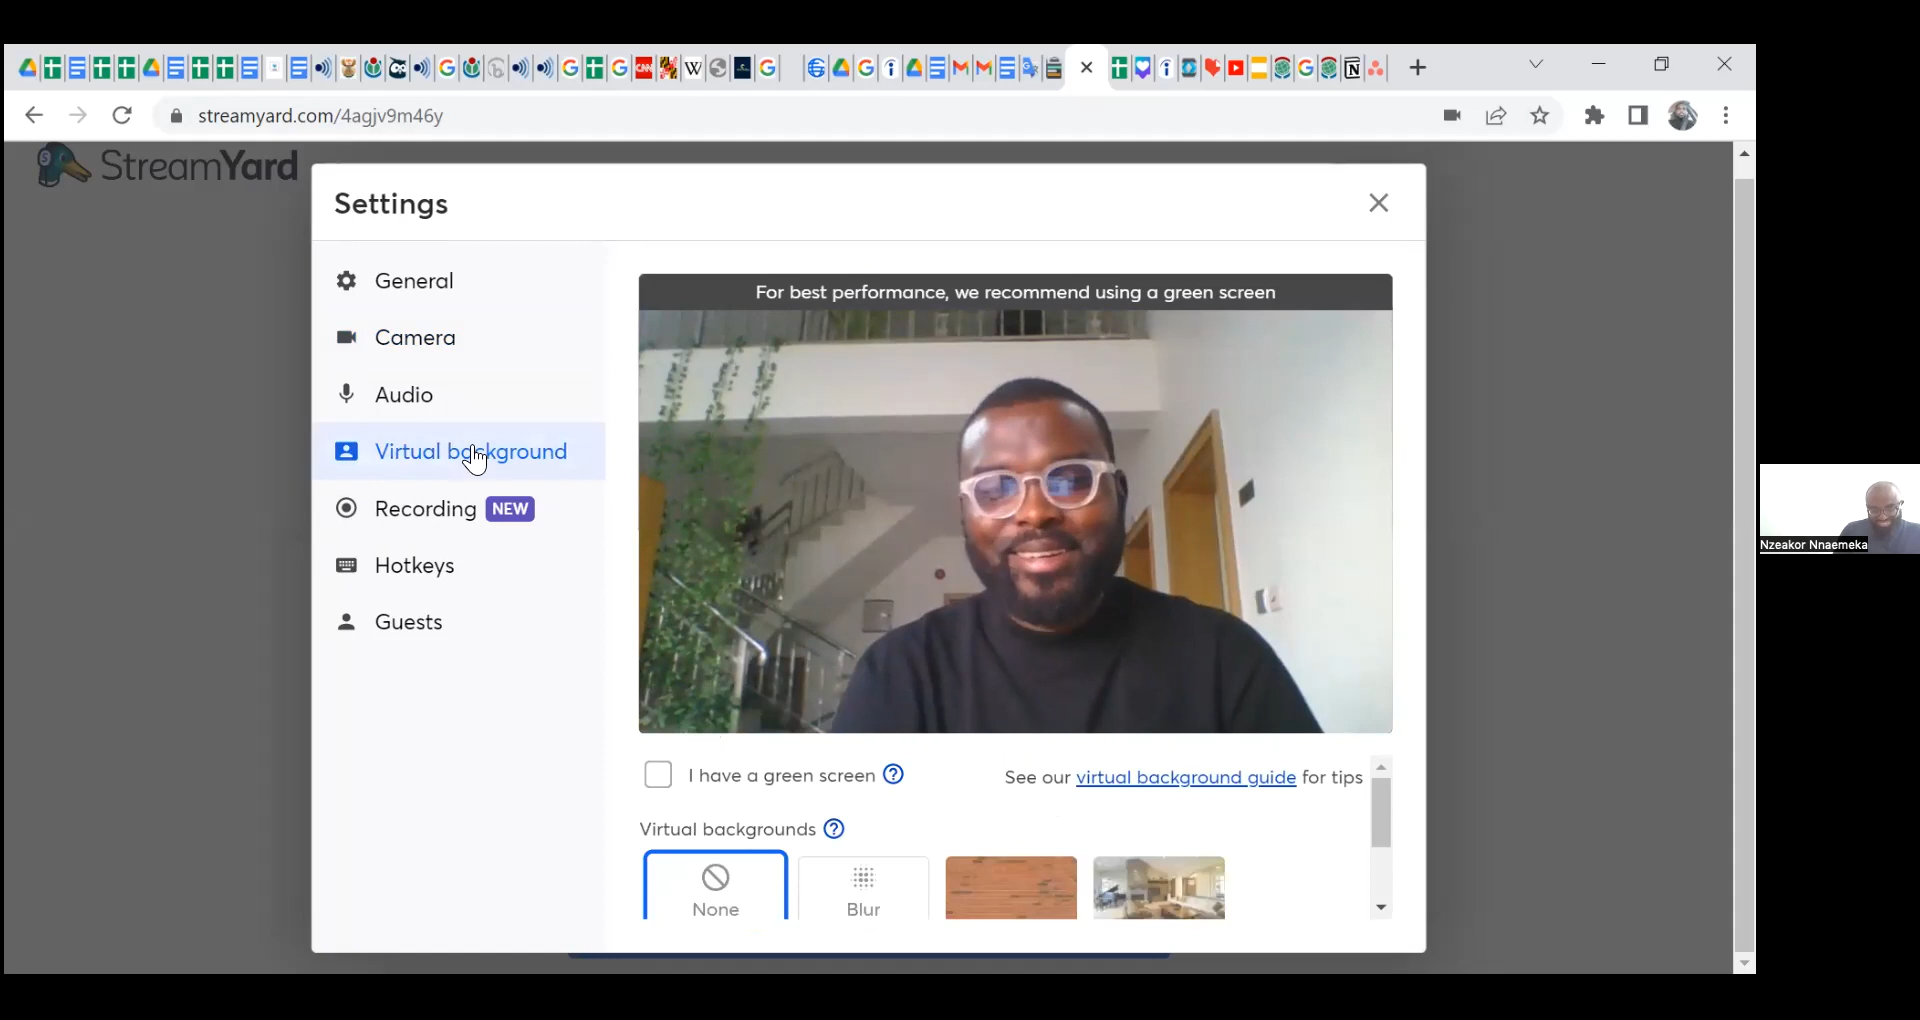 streamyard.com/4agjv9m46y
StreamYard
Settings
General
Camera
Audio
Virtual background
Recording NEW
Hotkeys
Guests
For best performance, we recommend using a green screen
I have a green screen
See our virtual background guide for tips
Virtual backgrounds
None
Blur
Nzeakor Nnaemeka